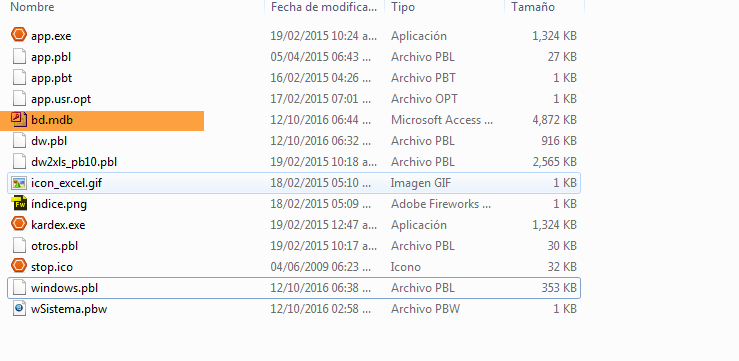 Nombre Fecha de modifica... Tipo Tamaño
app.exe 19/02/2015 10:24 a... Aplicación 1,324 KB
app.pbl 05/04/2015 06:43 ... Archivo PBL 27 KB
app.pbt 16/02/2015 04:26 ... Archivo PBT 1 KB
app.usr.opt 17/02/2015 07:01 ... Archivo OPT 1 KB
bd.mdb 12/10/2016 06:44 ... Microsoft Access ... 4,872 KB
dw.pbl 12/10/2016 06:32 ... Archivo PBL 916 KB
dw2xls_pb10.pbl 19/02/2015 10:18 a... Archivo PBL 2,565 KB
icon_excel.gif 18/02/2015 05:10 ... Imagen GIF 1 KB
índice.png 18/02/2015 05:09 ... Adobe Fireworks ... 1 KB
kardex.exe 19/02/2015 12:47 a... Aplicación 1,324 KB
otros.pbl 19/02/2015 10:17 a... Archivo PBL 30 KB
stop.ico 04/06/2009 06:23 ... Icono 32 KB
windows.pbl 12/10/2016 06:38 ... Archivo PBL 353 KB
wSistema.pbw 12/10/2016 02:58 ... Archivo PBW 1 KB